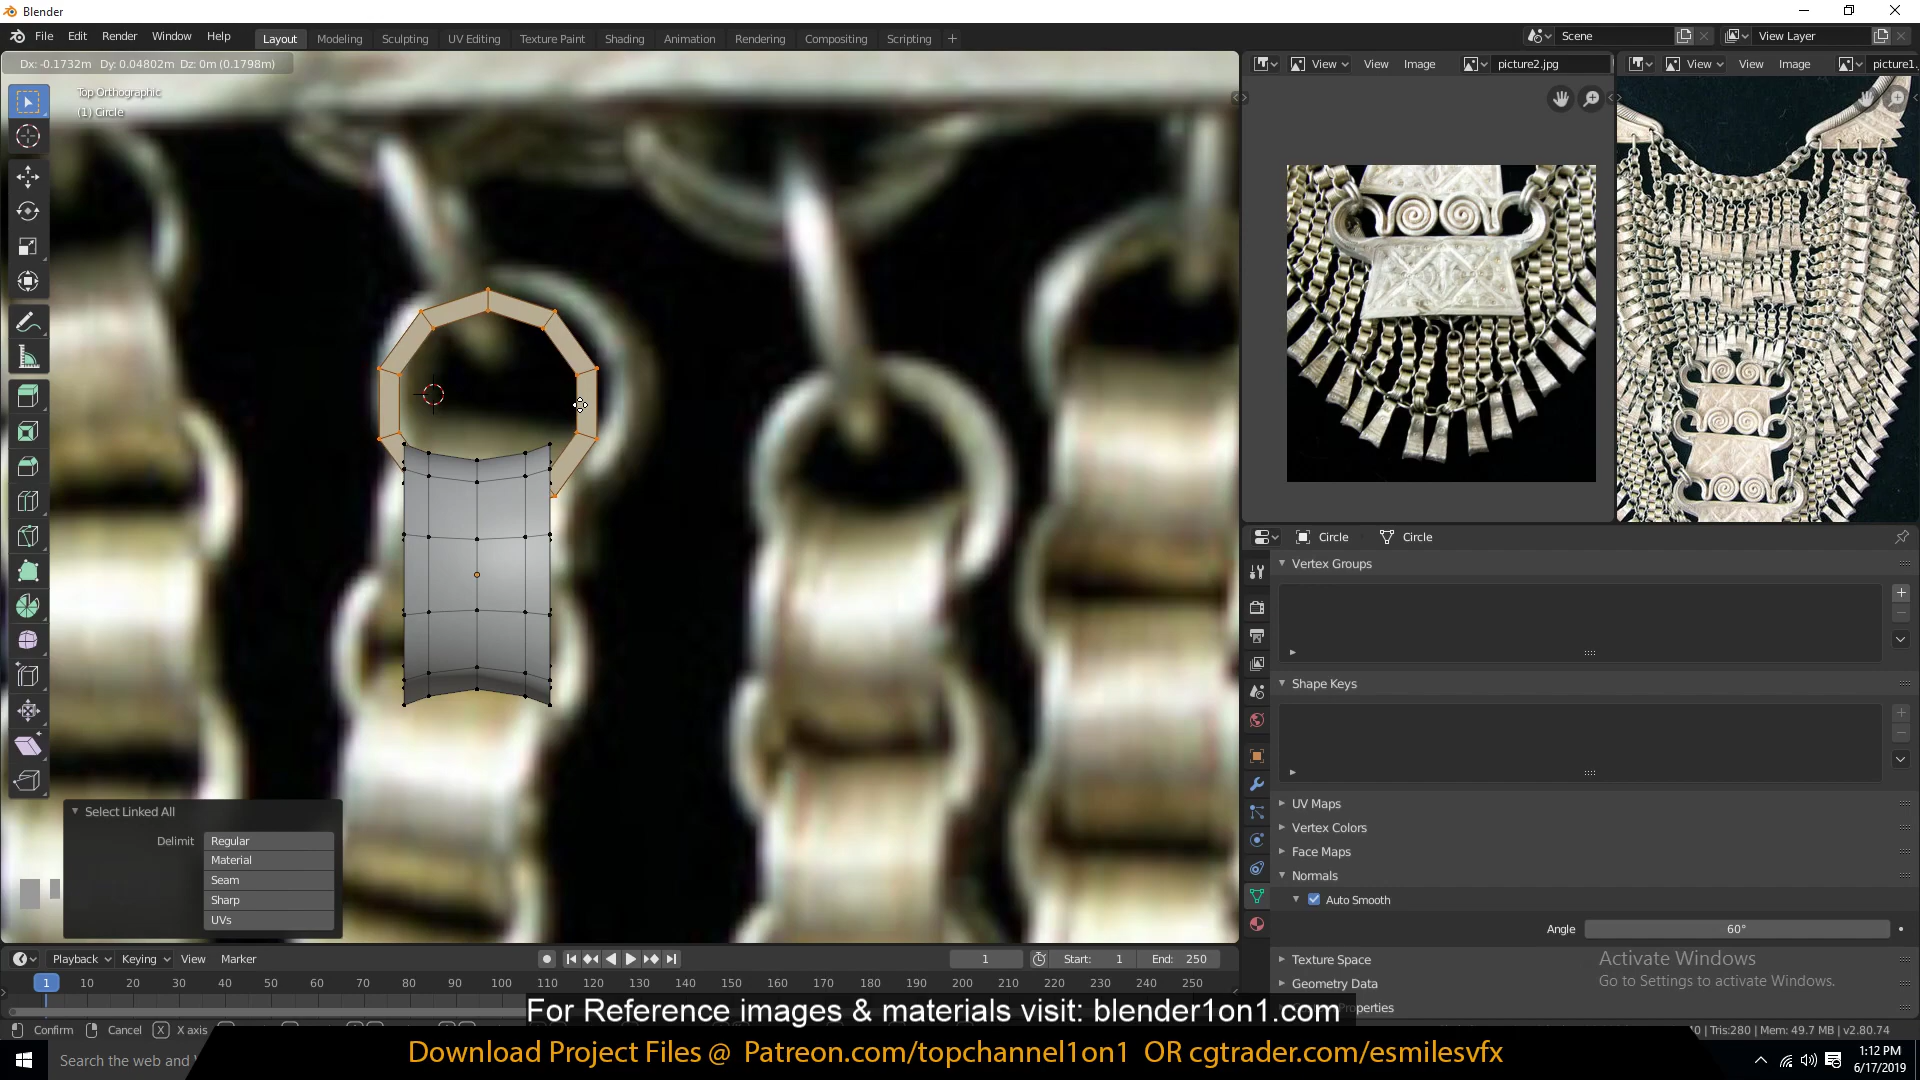 Blender
File Edit Render Window Help
Layout Modeling Sculpting UV Editing Texture Paint Shading Animation Rendering Compositing Scripting +
Scene View Layer
Dx: -0.1732m Dy: 0.04802m Dz: 0m (0.1798m)
View View Image picture2.jpg
View View Image picture1.
Top Orthographic
(1) Circle
Circle Circle
Vertex Groups
Shape Keys
UV Maps
Vertex Colors
Face Maps
Normals
Auto Smooth
Angle 60°
Texture Space
Geometry Data
Properties
Select Linked All
Delimit Regular
Material
Seam
Sharp
UVs
Activate Windows
Go to Settings to activate Windows.
Playback Keying View Marker
1 Start: 1 End: 250
1 10 20 30 40 50 60 70 80 90 100 110 120 130 140 150 160 170 180 190 200 210 220 230 240 250
For Reference images & materials visit: blender1on1.com
Confirm Cancel X X axis
Tris:280 | Mem: 49.7 MB | v2.80.74
Download Project Files @ Patreon.com/topchannel1on1 OR cgtrader.com/esmilesvfx
Search the web and
1:12 PM
6/17/2019